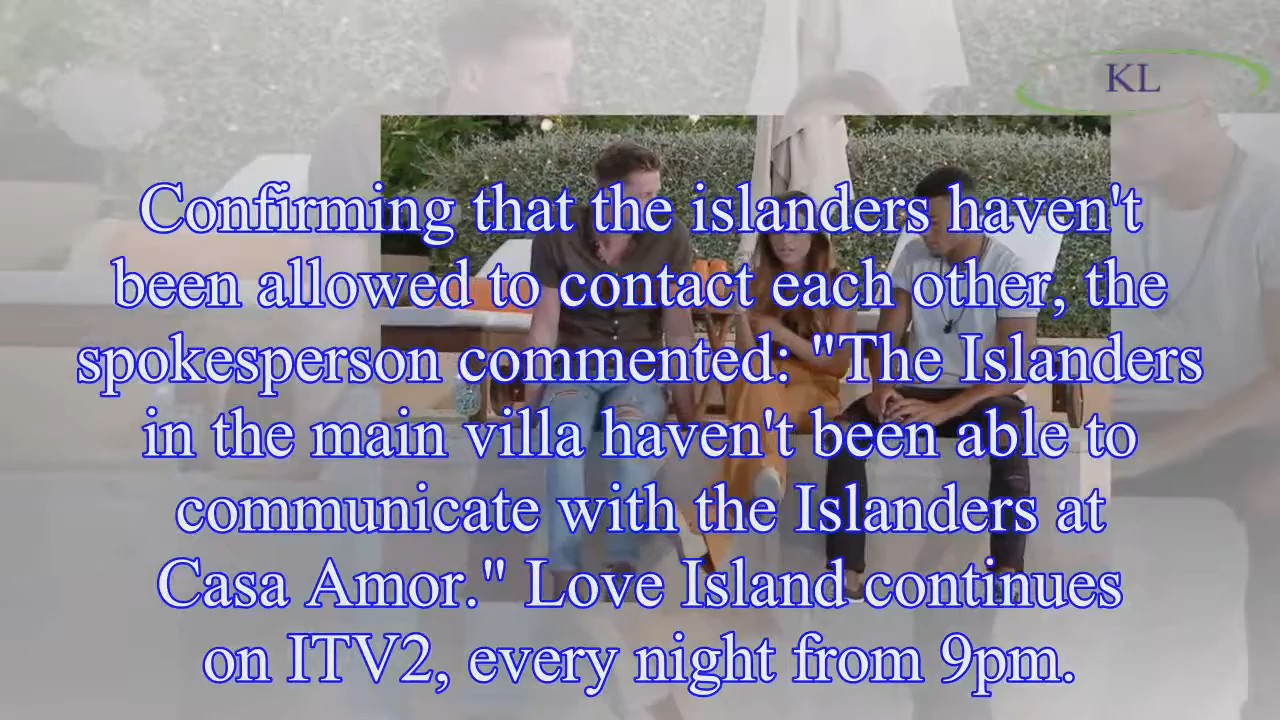 KL
Confirming that the islanders haven't
been allowed to contact each other, the
spokesperson commented: "The Islanders
in the main villa haven't been able to
communicate with the Islanders at
Casa Amor." Love Island continues
on ITV2, every night from 9pm.